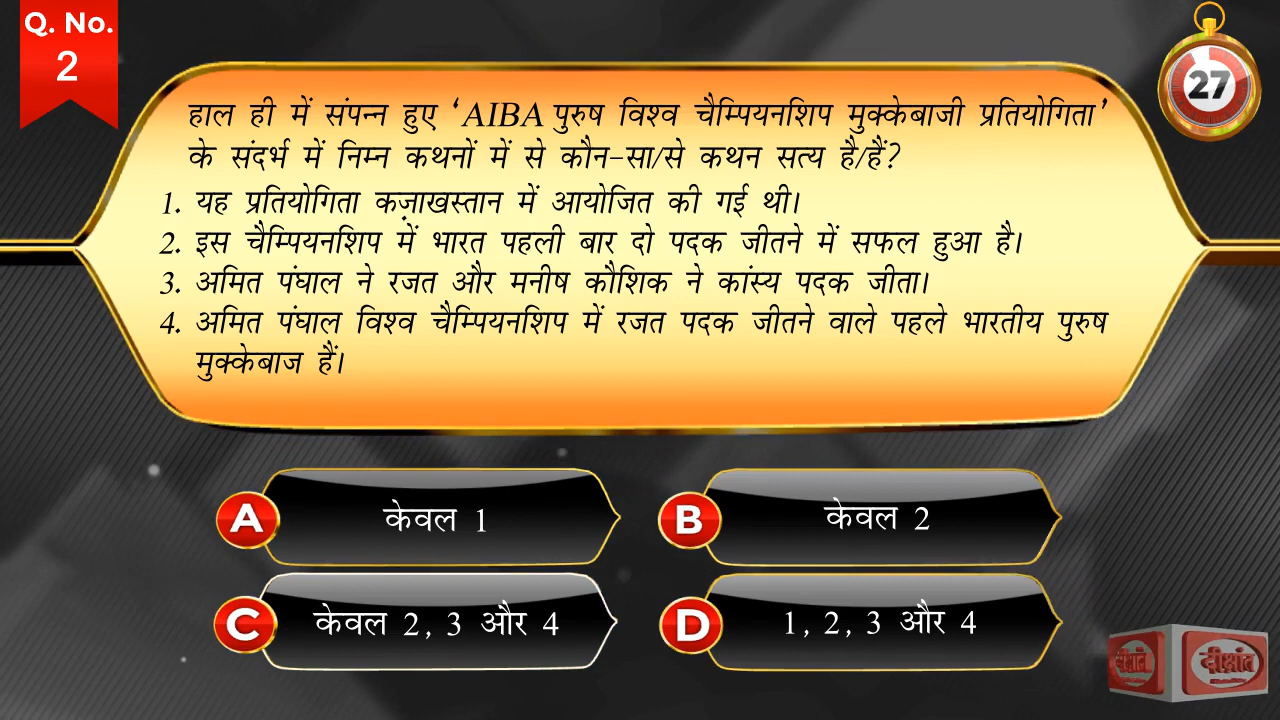 Q. No.
2
27
हाल ही में संपन्न हुए ‘AIBA पुरुष विश्व चैम्पियनशिप मुक्केबाजी प्रतियोगिता’
के संदर्भ में निम्न कथनों में से कौन-सा/से कथन सत्य है/हैं?
1. यह प्रतियोगिता कज़ाखस्तान में आयोजित की गई थी।
2. इस चैम्पियनशिप में भारत पहली बार दो पदक जीतने में सफल हुआ है।
3. अमित पंघाल ने रजत और मनीष कौशिक ने कांस्य पदक जीता।
4. अमित पंघाल विश्व चैम्पियनशिप में रजत पदक जीतने वाले पहले भारतीय पुरुष
मुक्केबाज हैं।
A केवल 1
B केवल 2
C केवल 2, 3 और 4
D 1, 2, 3 और 4
दीक्षांत दीक्षांत